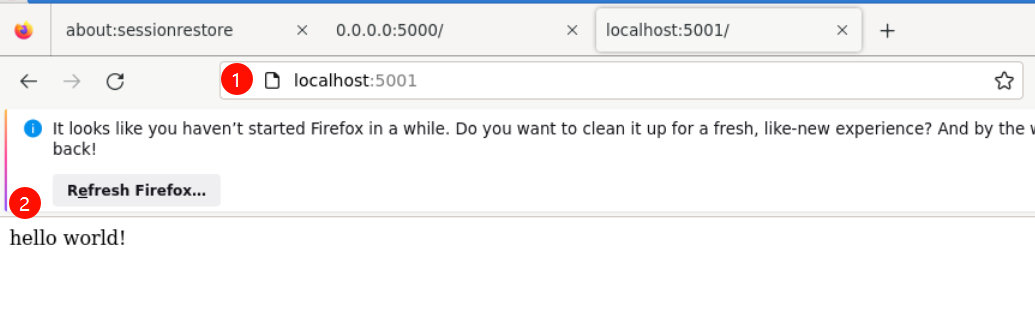 about:sessionrestore
0.0.0.0:5000/
localhost:5001/
1
localhost:5001
It looks like you haven’t started Firefox in a while. Do you want to clean it up for a fresh, like-new experience? And by the
back!
Refresh Firefox...
2
hello world!